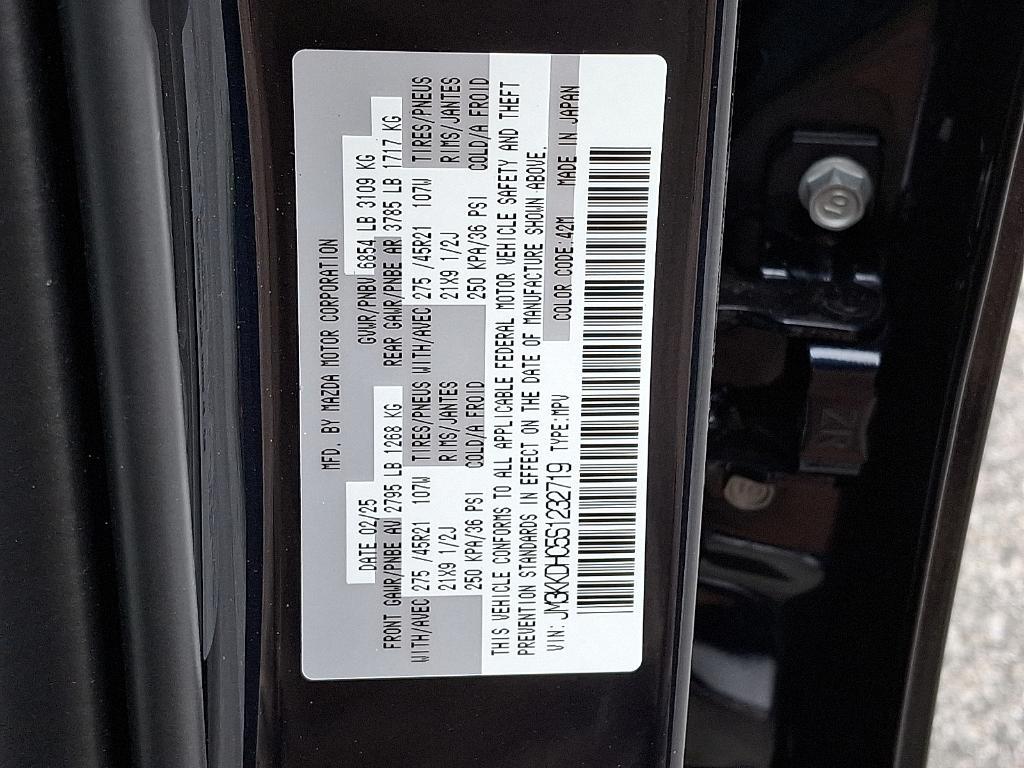 MFD. BY MAZDA MOTOR CORPORATION
DATE 02/25 GVWR/PNBV 6854 LB 3109 KG
FRONT GAWR/PNBE AV 2795 LB 1268 KG REAR GAWR/PNBE AR 3785 LB 1717 KG
WITH/AVEC 275 /45R21 107W TIRES/PNEUS WITH/AVEC 275 /45R21 107W TIRES/PNEUS
21X9 1/2J RIMS/JANTES 21X9 1/2J RIMS/JANTES
250 KPA/36 PSI COLD/A FROID 250 KPA/36 PSI COLD/A FROID
THIS VEHICLE CONFORMS TO ALL APPLICABLE FEDERAL MOTOR VEHICLE SAFETY AND THEFT
PREVENTION STANDARDS IN EFFECT ON THE DATE OF MANUFACTURE SHOWN ABOVE.
VIN: JM3KKDHC6S1232719 TYPE:MPV COLOR CODE:42M MADE IN JAPAN